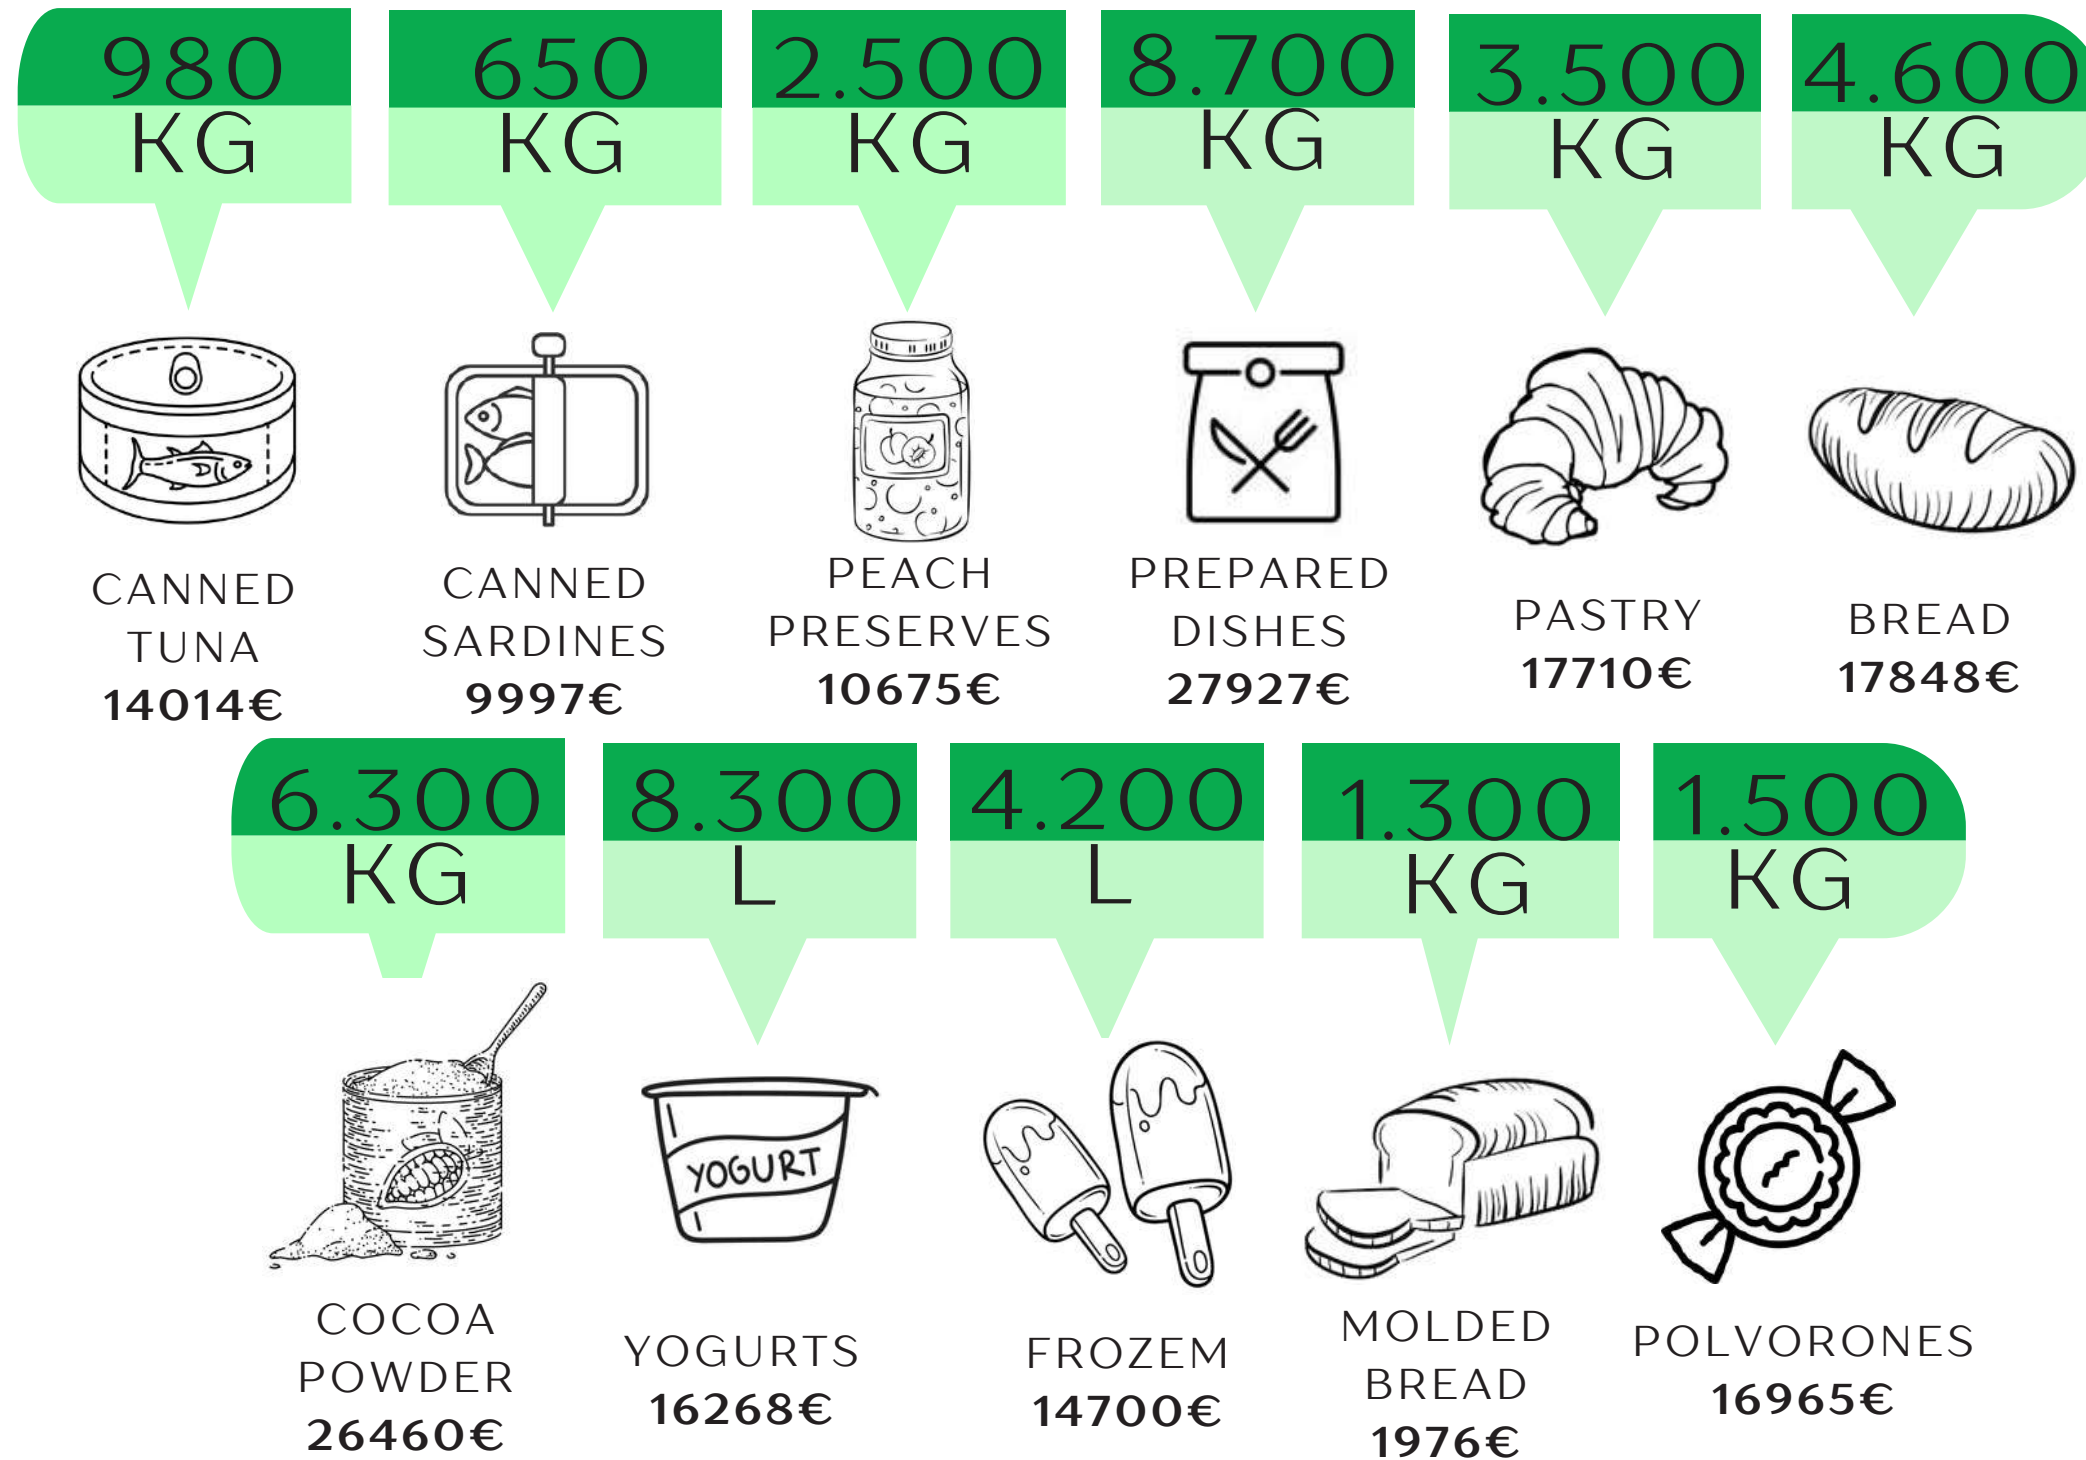 980
KG
650
KG
2.500
KG
8.700
KG
3.500
KG
4.600
KG
CANNED
TUNA
14014€
CANNED
SARDINES
9997€
PEACH
PRESERVES
10675€
PREPARED
DISHES
27927€
PASTRY
17710€
BREAD
17848€
6.300
KG
8.300
L
4.200
L
1.300
KG
1.500
KG
YOGURT
COCOA
POWDER
26460€
YOGURTS
16268€
FROZEM
14700€
MOLDED
BREAD
1976€
POLVORONES
16965€